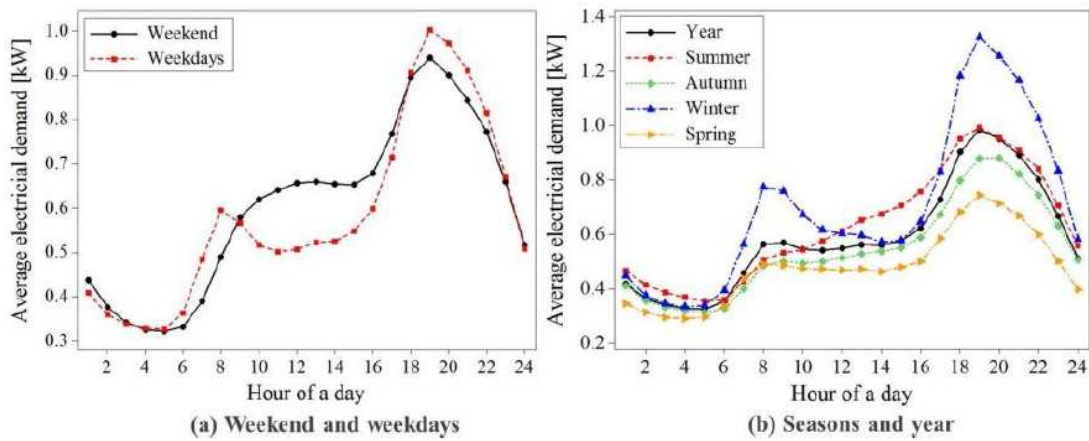 Average electricial demand [kW]
1.0
0.9
0.8
0.7
0.6
0.5
0.4
0.3
Weekend
Weekdays
2 4 6 8 10 12 14 16 18 20 22 24
Hour of a day
(a) Weekend and weekdays
Average electricial demand [kW]
1.4
1.2
1.0
0.8
0.6
0.4
0.2
Year
Summer
Autumn
Winter
Spring
2 4 6 8 10 12 14 16 18 20 22 24
Hour of a day
(b) Seasons and year